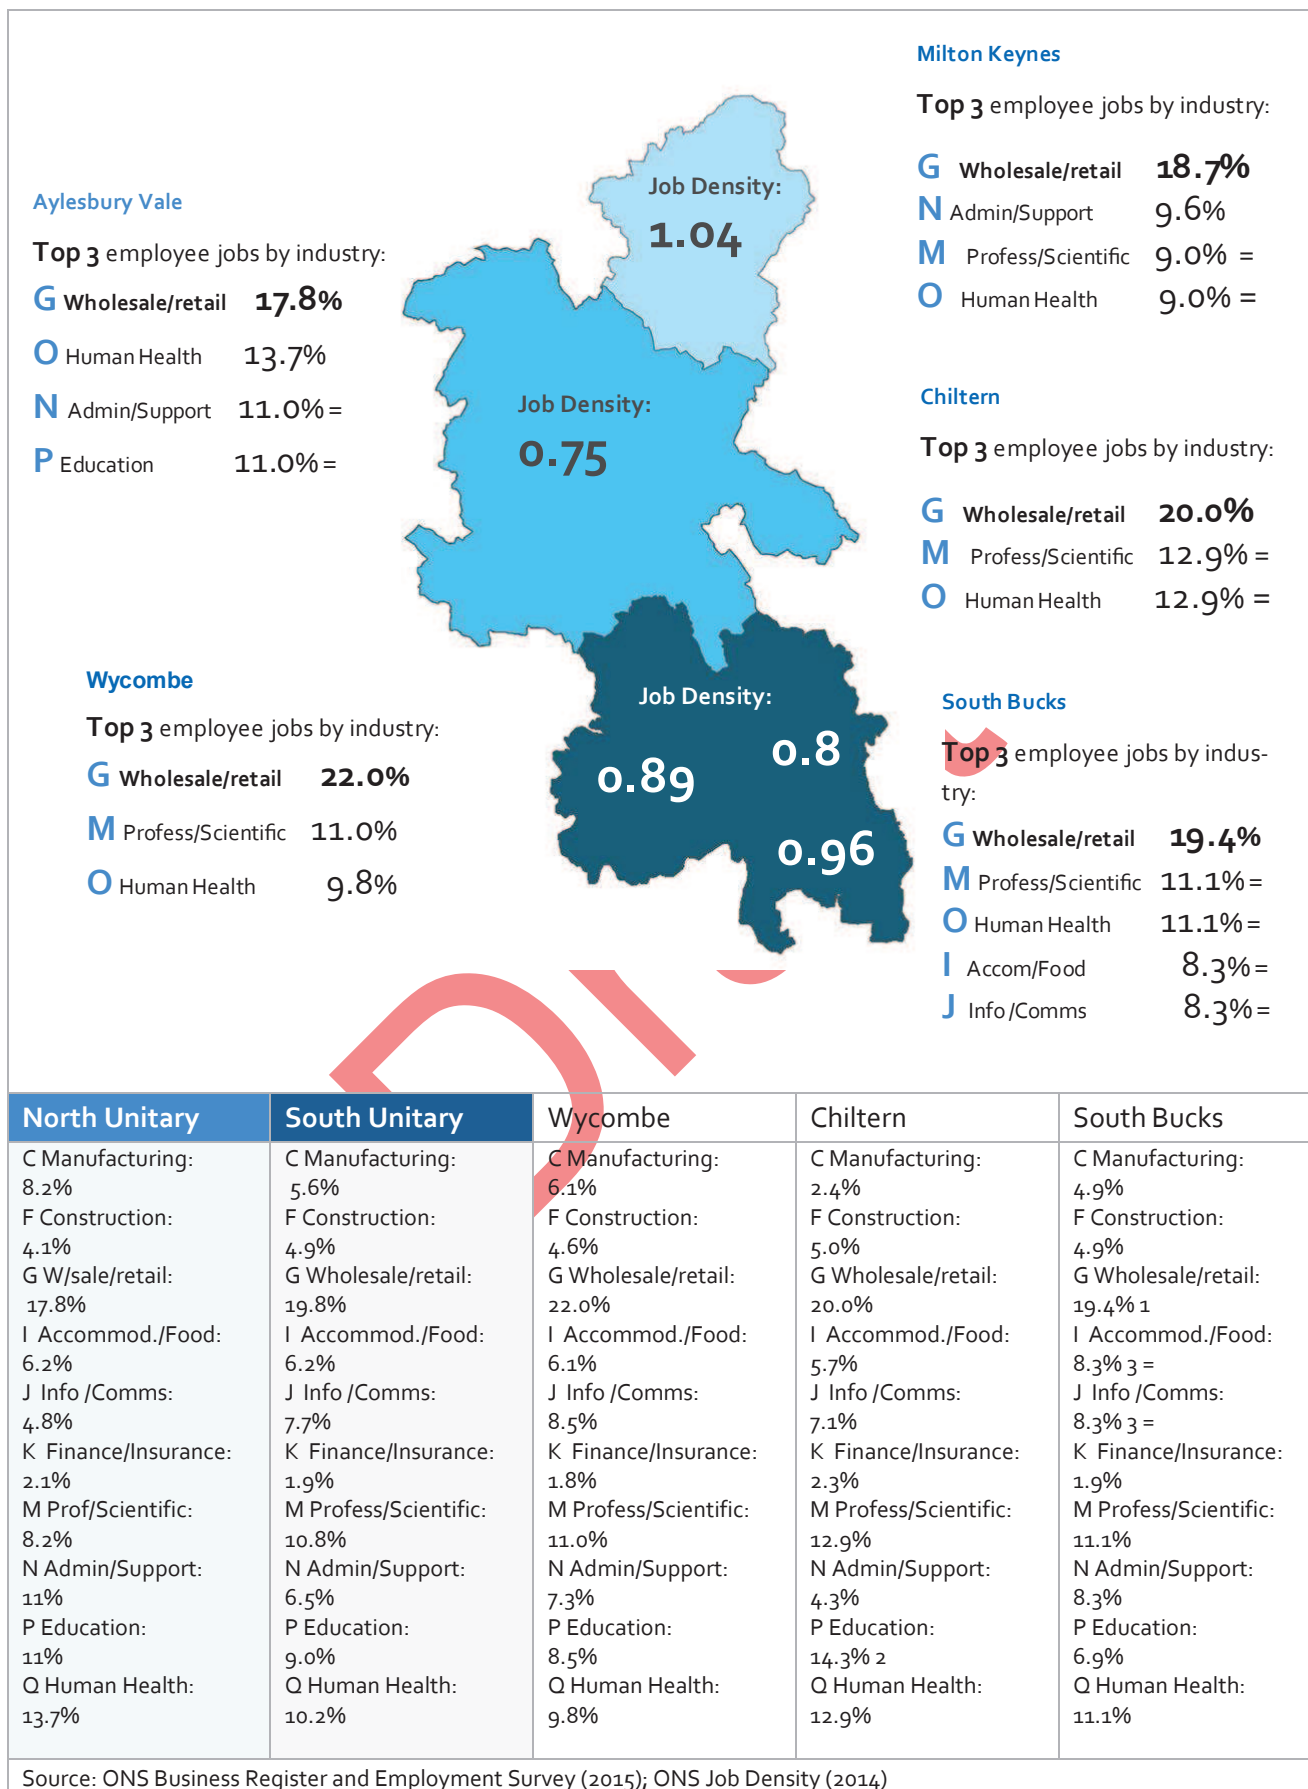 Milton Keynes
Top 3 employee jobs by industry:
G Wholesale/retail 18.7%
N Admin/Support 9.6%
M Profess/Scientific 9.0% =
O Human Health 9.0% =
Aylesbury Vale
Top 3 employee jobs by industry:
G Wholesale/retail 17.8%
O Human Health 13.7%
N Admin/Support 11.0% =
P Education 11.0% =
Job Density:
1.04
Job Density:
0.75
Chiltern
Top 3 employee jobs by industry:
G Wholesale/retail 20.0%
M Profess/Scientific 12.9% =
O Human Health 12.9% =
Wycombe
Top 3 employee jobs by industry:
G Wholesale/retail 22.0%
M Profess/Scientific 11.0%
O Human Health 9.8%
Job Density:
0.8
0.89
0.96
South Bucks
Top 3 employee jobs by indus-
try:
G Wholesale/retail 19.4%
M Profess/Scientific 11.1% =
O Human Health 11.1% =
I Accom/Food 8.3% =
J Info /Comms 8.3% =
North Unitary
C Manufacturing:
8.2%
F Construction:
4.1%
G W/sale/retail:
17.8%
I Accommod./Food:
6.2%
J Info /Comms:
4.8%
K Finance/Insurance:
2.1%
M Prof/Scientific:
8.2%
N Admin/Support:
11%
P Education:
11%
Q Human Health:
13.7%
South Unitary
C Manufacturing:
5.6%
F Construction:
4.9%
G Wholesale/retail:
19.8%
I Accommod./Food:
6.2%
J Info /Comms:
7.7%
K Finance/Insurance:
1.9%
M Profess/Scientific:
10.8%
N Admin/Support:
6.5%
P Education:
9.0%
Q Human Health:
10.2%
Wycombe
C Manufacturing:
6.1%
F Construction:
4.6%
G Wholesale/retail:
22.0%
I Accommod./Food:
6.1%
J Info /Comms:
8.5%
K Finance/Insurance:
1.8%
M Profess/Scientific:
11.0%
N Admin/Support:
7.3%
P Education:
8.5%
Q Human Health:
9.8%
Chiltern
C Manufacturing:
2.4%
F Construction:
5.0%
G Wholesale/retail:
20.0%
I Accommod./Food:
5.7%
J Info /Comms:
7.1%
K Finance/Insurance:
2.3%
M Profess/Scientific:
12.9%
N Admin/Support:
4.3%
P Education:
14.3% 2
Q Human Health:
12.9%
South Bucks
C Manufacturing:
4.9%
F Construction:
4.9%
G Wholesale/retail:
19.4% 1
I Accommod./Food:
8.3% 3 =
J Info /Comms:
8.3% 3 =
K Finance/Insurance:
1.9%
M Profess/Scientific:
11.1%
N Admin/Support:
8.3%
P Education:
6.9%
Q Human Health:
11.1%
Source: ONS Business Register and Employment Survey (2015); ONS Job Density (2014)